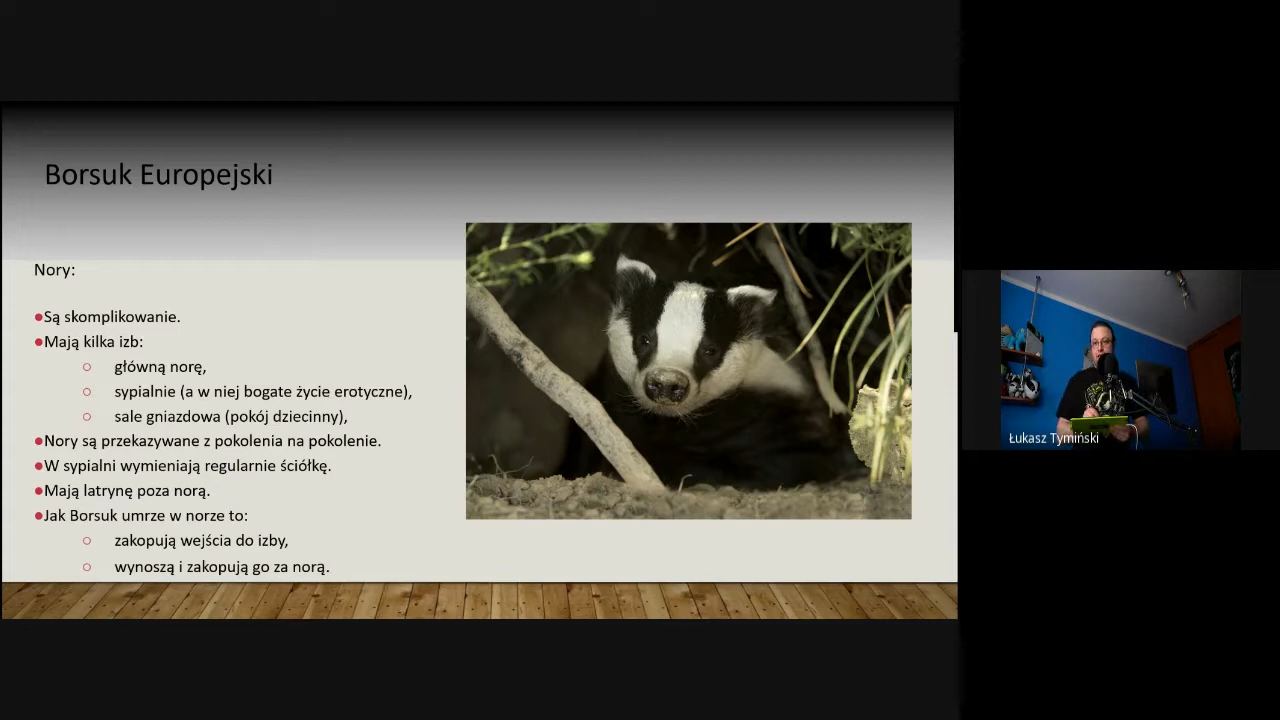 Borsuk Europejski
Nory:
●Są skomplikowanie.
●Mają kilka izb:
○ główną norę,
○ sypialnie (a w niej bogate życie erotyczne),
○ sale gniazdowa (pokój dziecinny),
●Nory są przekazywane z pokolenia na pokolenie.
●W sypialni wymieniają regularnie ściółkę.
●Mają latrynę poza norą.
●Jak Borsuk umrze w norze to:
○ zakopują wejścia do izby,
○ wynoszą i zakopują go za norą.
Łukasz Tymiński